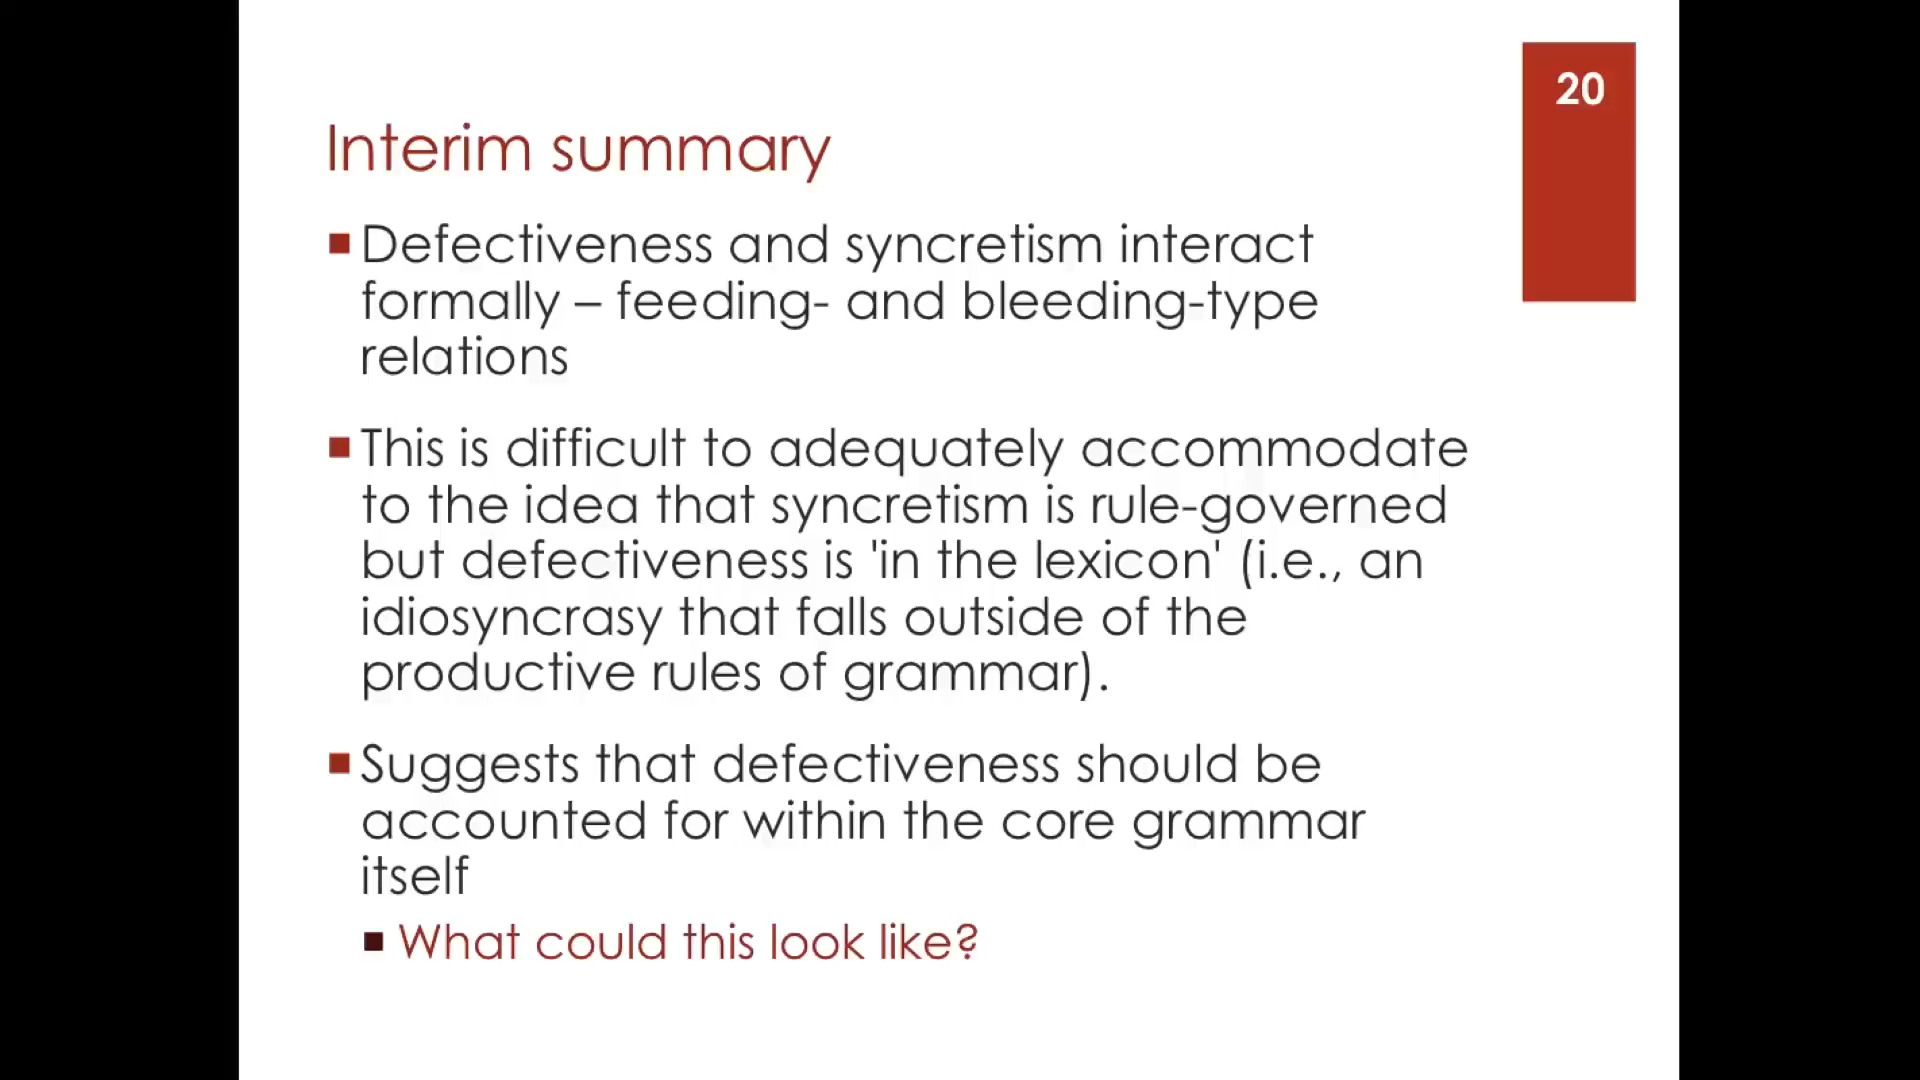 20
Interim summary
Defectiveness and syncretism interact
formally – feeding- and bleeding-type
relations
This is difficult to adequately accommodate
to the idea that syncretism is rule-governed
but defectiveness is 'in the lexicon' (i.e., an
idiosyncrasy that falls outside of the
productive rules of grammar).
Suggests that defectiveness should be
accounted for within the core grammar
itself
What could this look like?